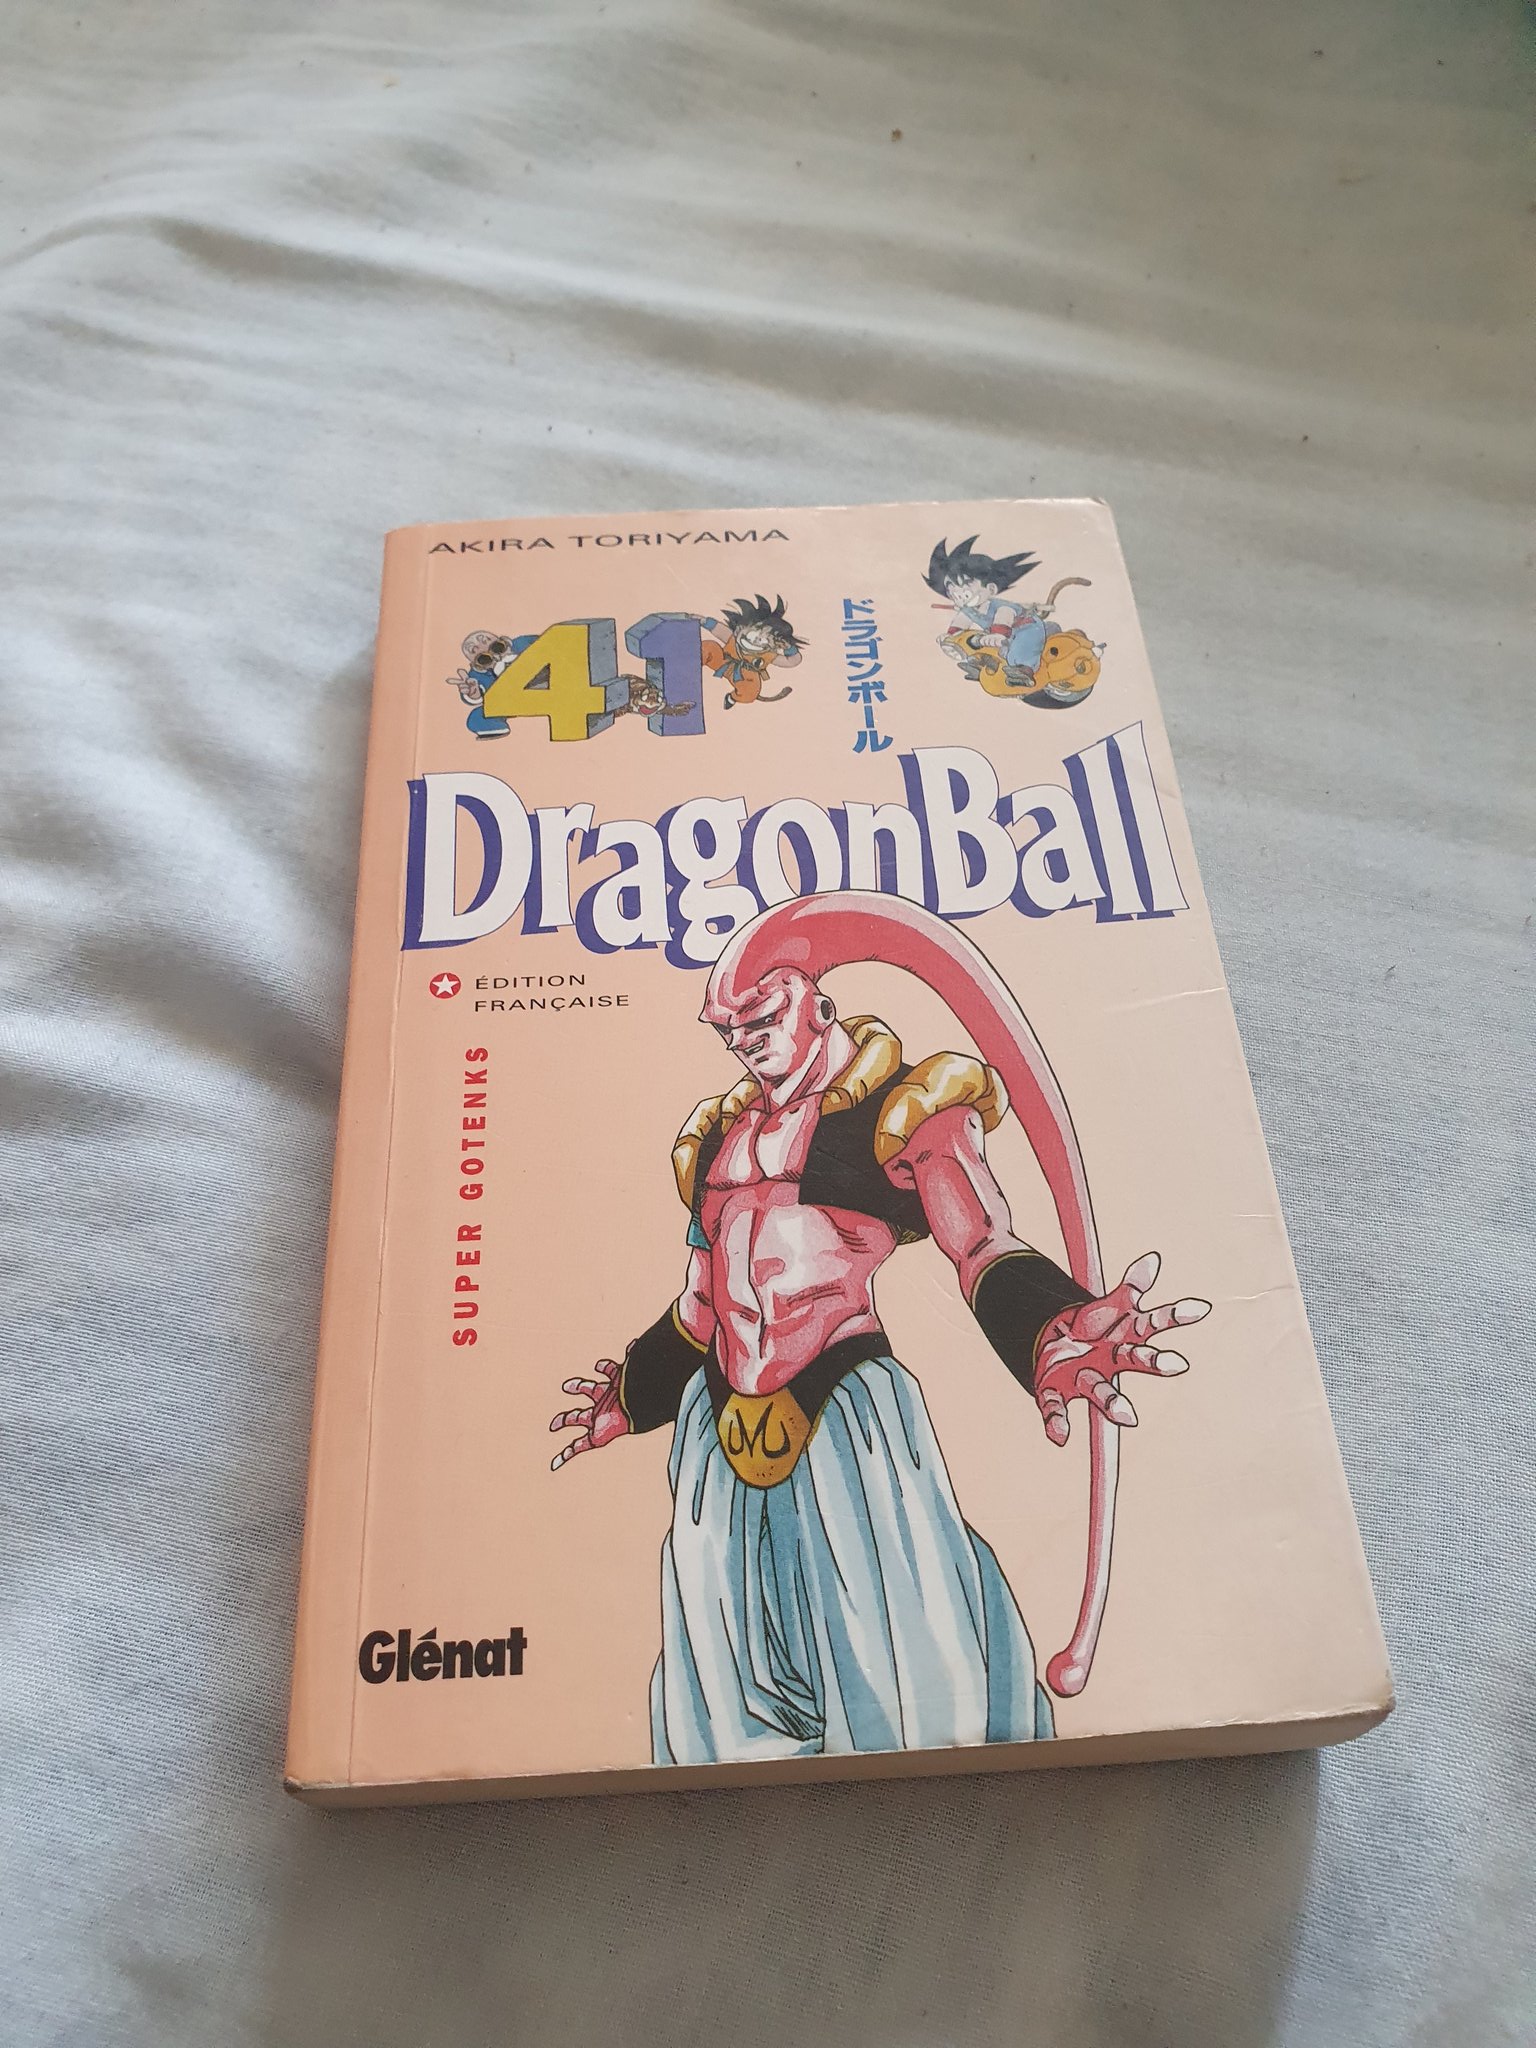 AKIRA TORIYAMA
41
ドラゴンボール
DragonBall
ÉDITION
FRANÇAISE
SUPER GOTENKS
M
Glénat